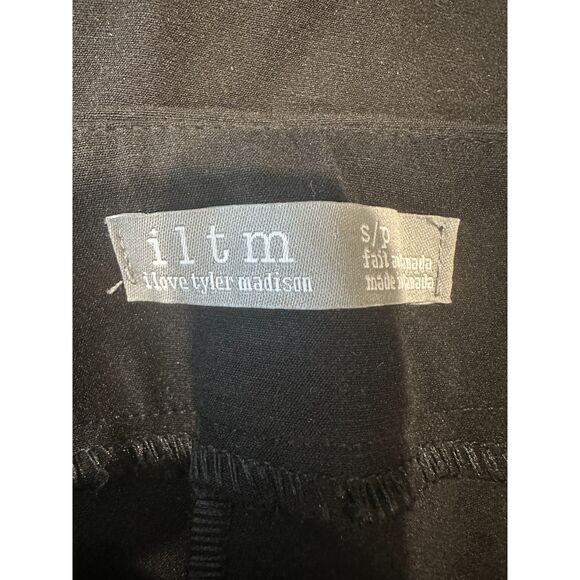 iltm
i love tyler madison
s/p
fait au canada
made in canada